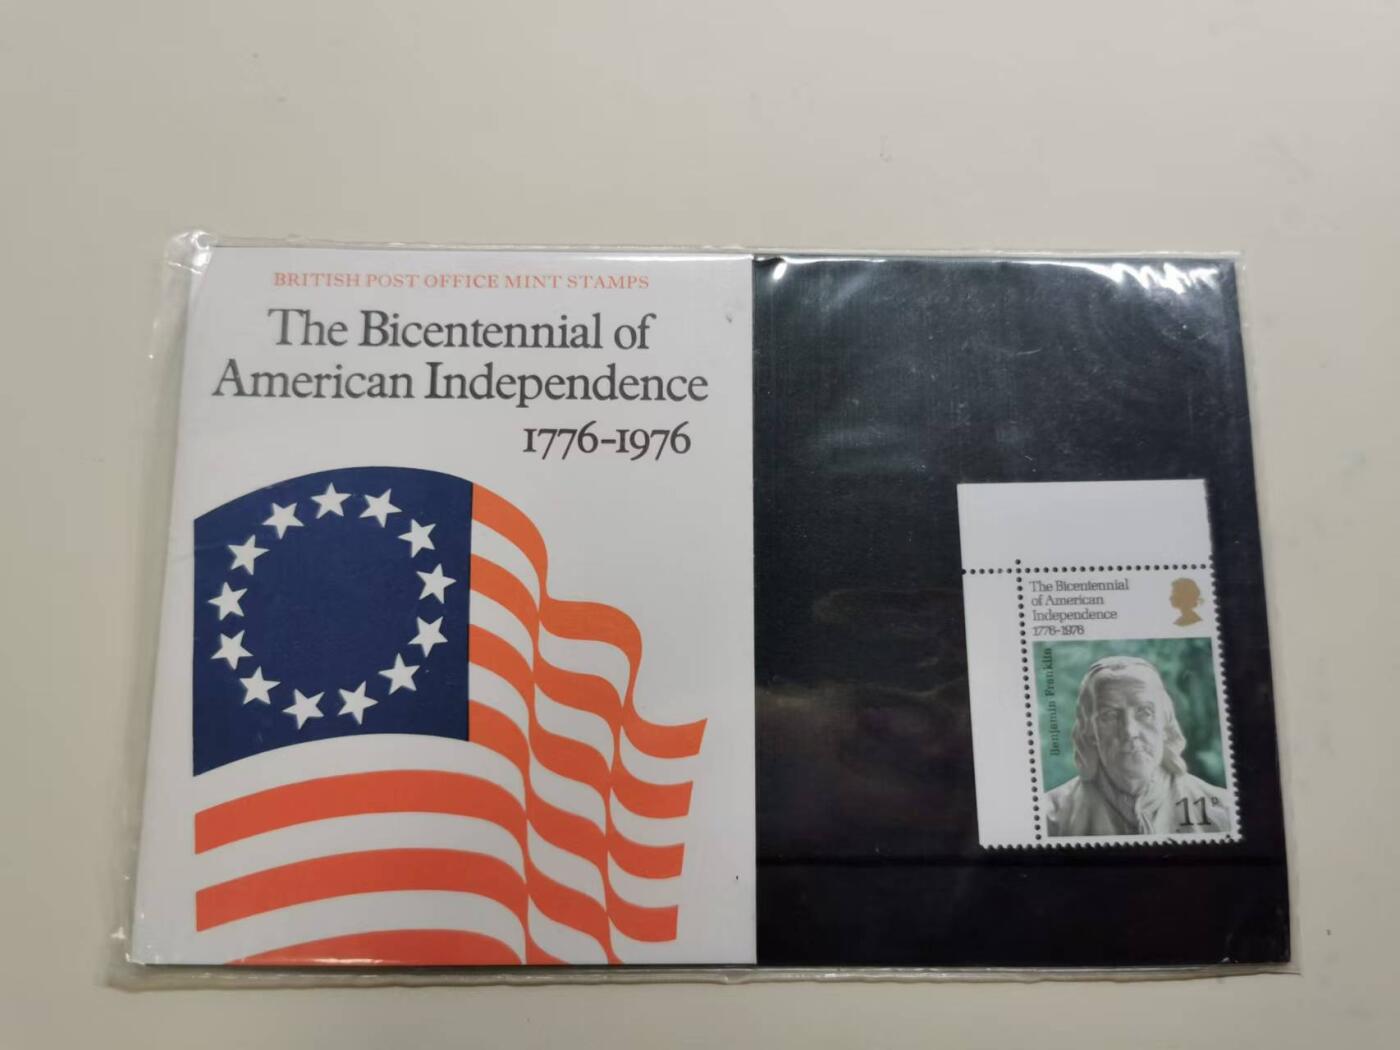 BRITISH POST OFFICE MINT STAMPS
The Bicentennial of
American Independence
1776-1976
The Bicentennial
of American
Independence
1776-1976
Benjamin Franklin
11P